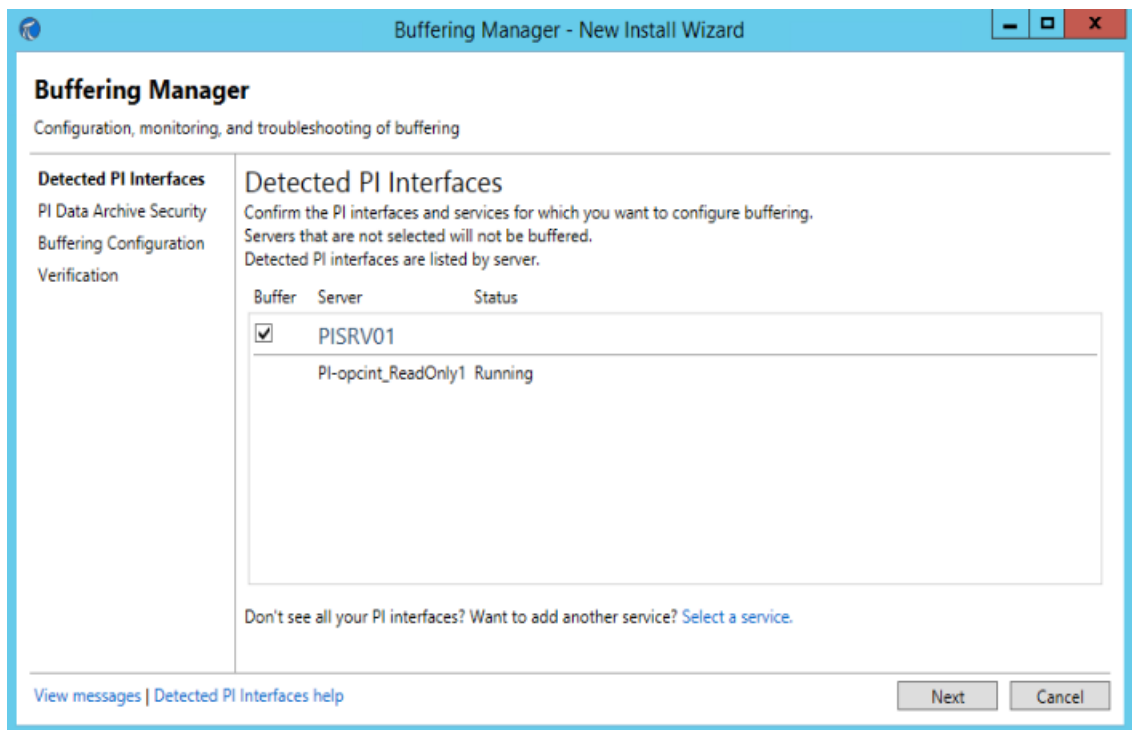 Buffering Manager - New Install Wizard
Buffering Manager
Configuration, monitoring, and troubleshooting of buffering
Detected PI Interfaces
PI Data Archive Security
Buffering Configuration
Verification
Detected PI Interfaces
Confirm the PI interfaces and services for which you want to configure buffering.
Servers that are not selected will not be buffered.
Detected PI interfaces are listed by server.
Buffer Server Status
PISRV01
PI-opcint_ReadOnly1 Running
Don't see all your PI interfaces? Want to add another service? Select a service.
View messages | Detected PI Interfaces help
Next Cancel